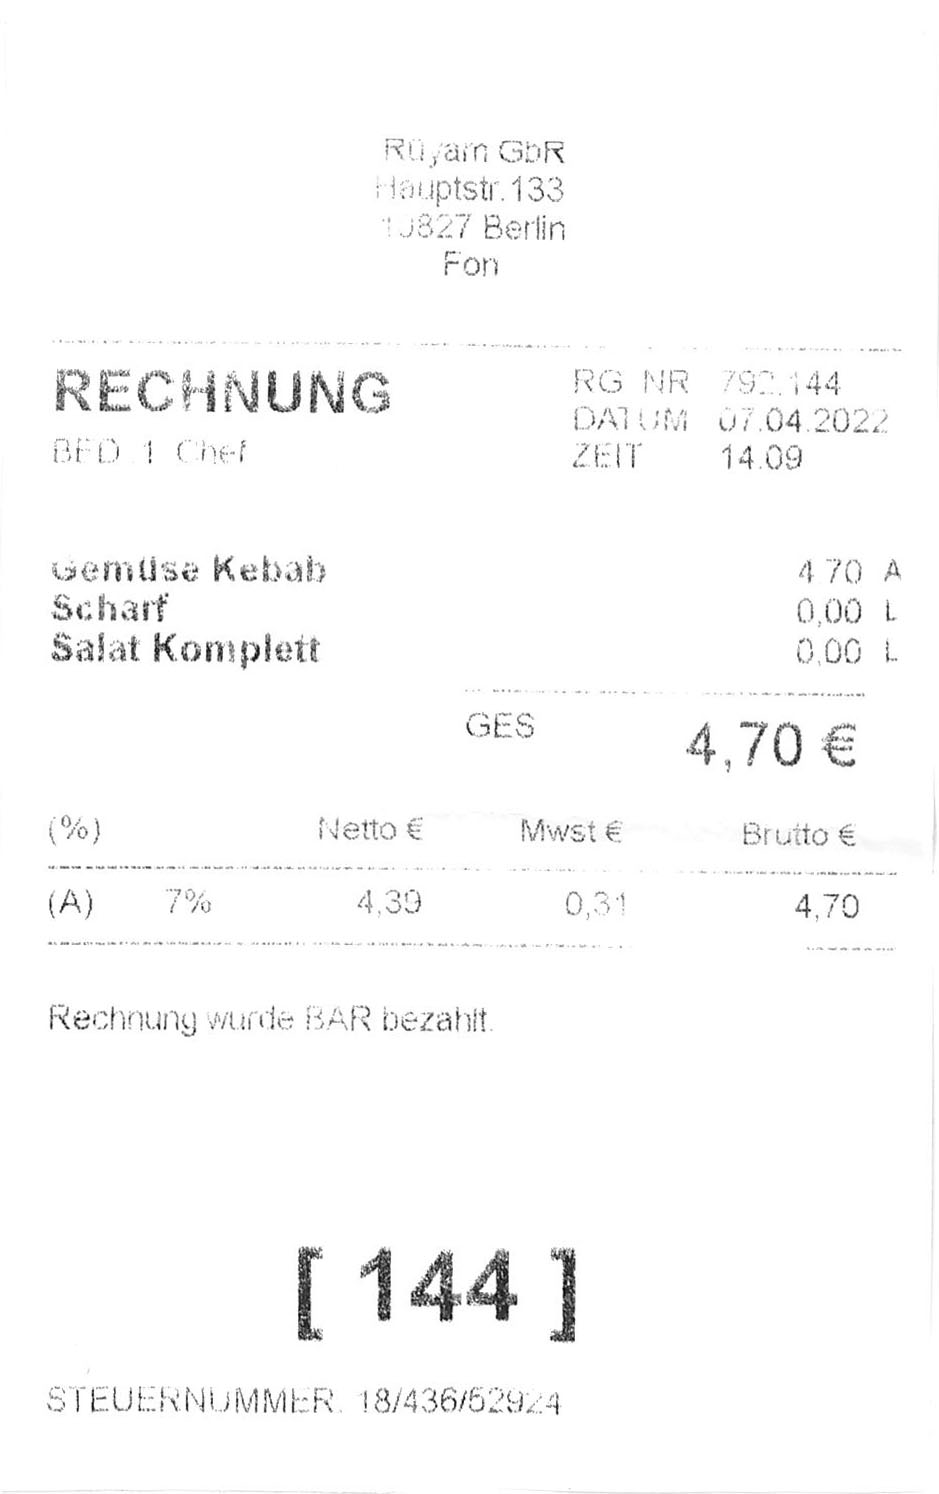 Rüyam GbR
Hauptstr.133
10827 Berlin
Fon
RECHNUNG
BED. 1 Chef
RG NR 792.144
DATUM 07.04.2022
ZEIT 14.09
Gemüse Kebab 4,70 A
Scharf 0,00 L
Salat Komplett 0,00 L
GES 4,70 €
(%) Netto € Mwst € Brutto €
(A) 7% 4,39 0,31 4,70
Rechnung wurde BAR bezahlt.
[ 144 ]
STEUERNUMMER. 18/436/52924